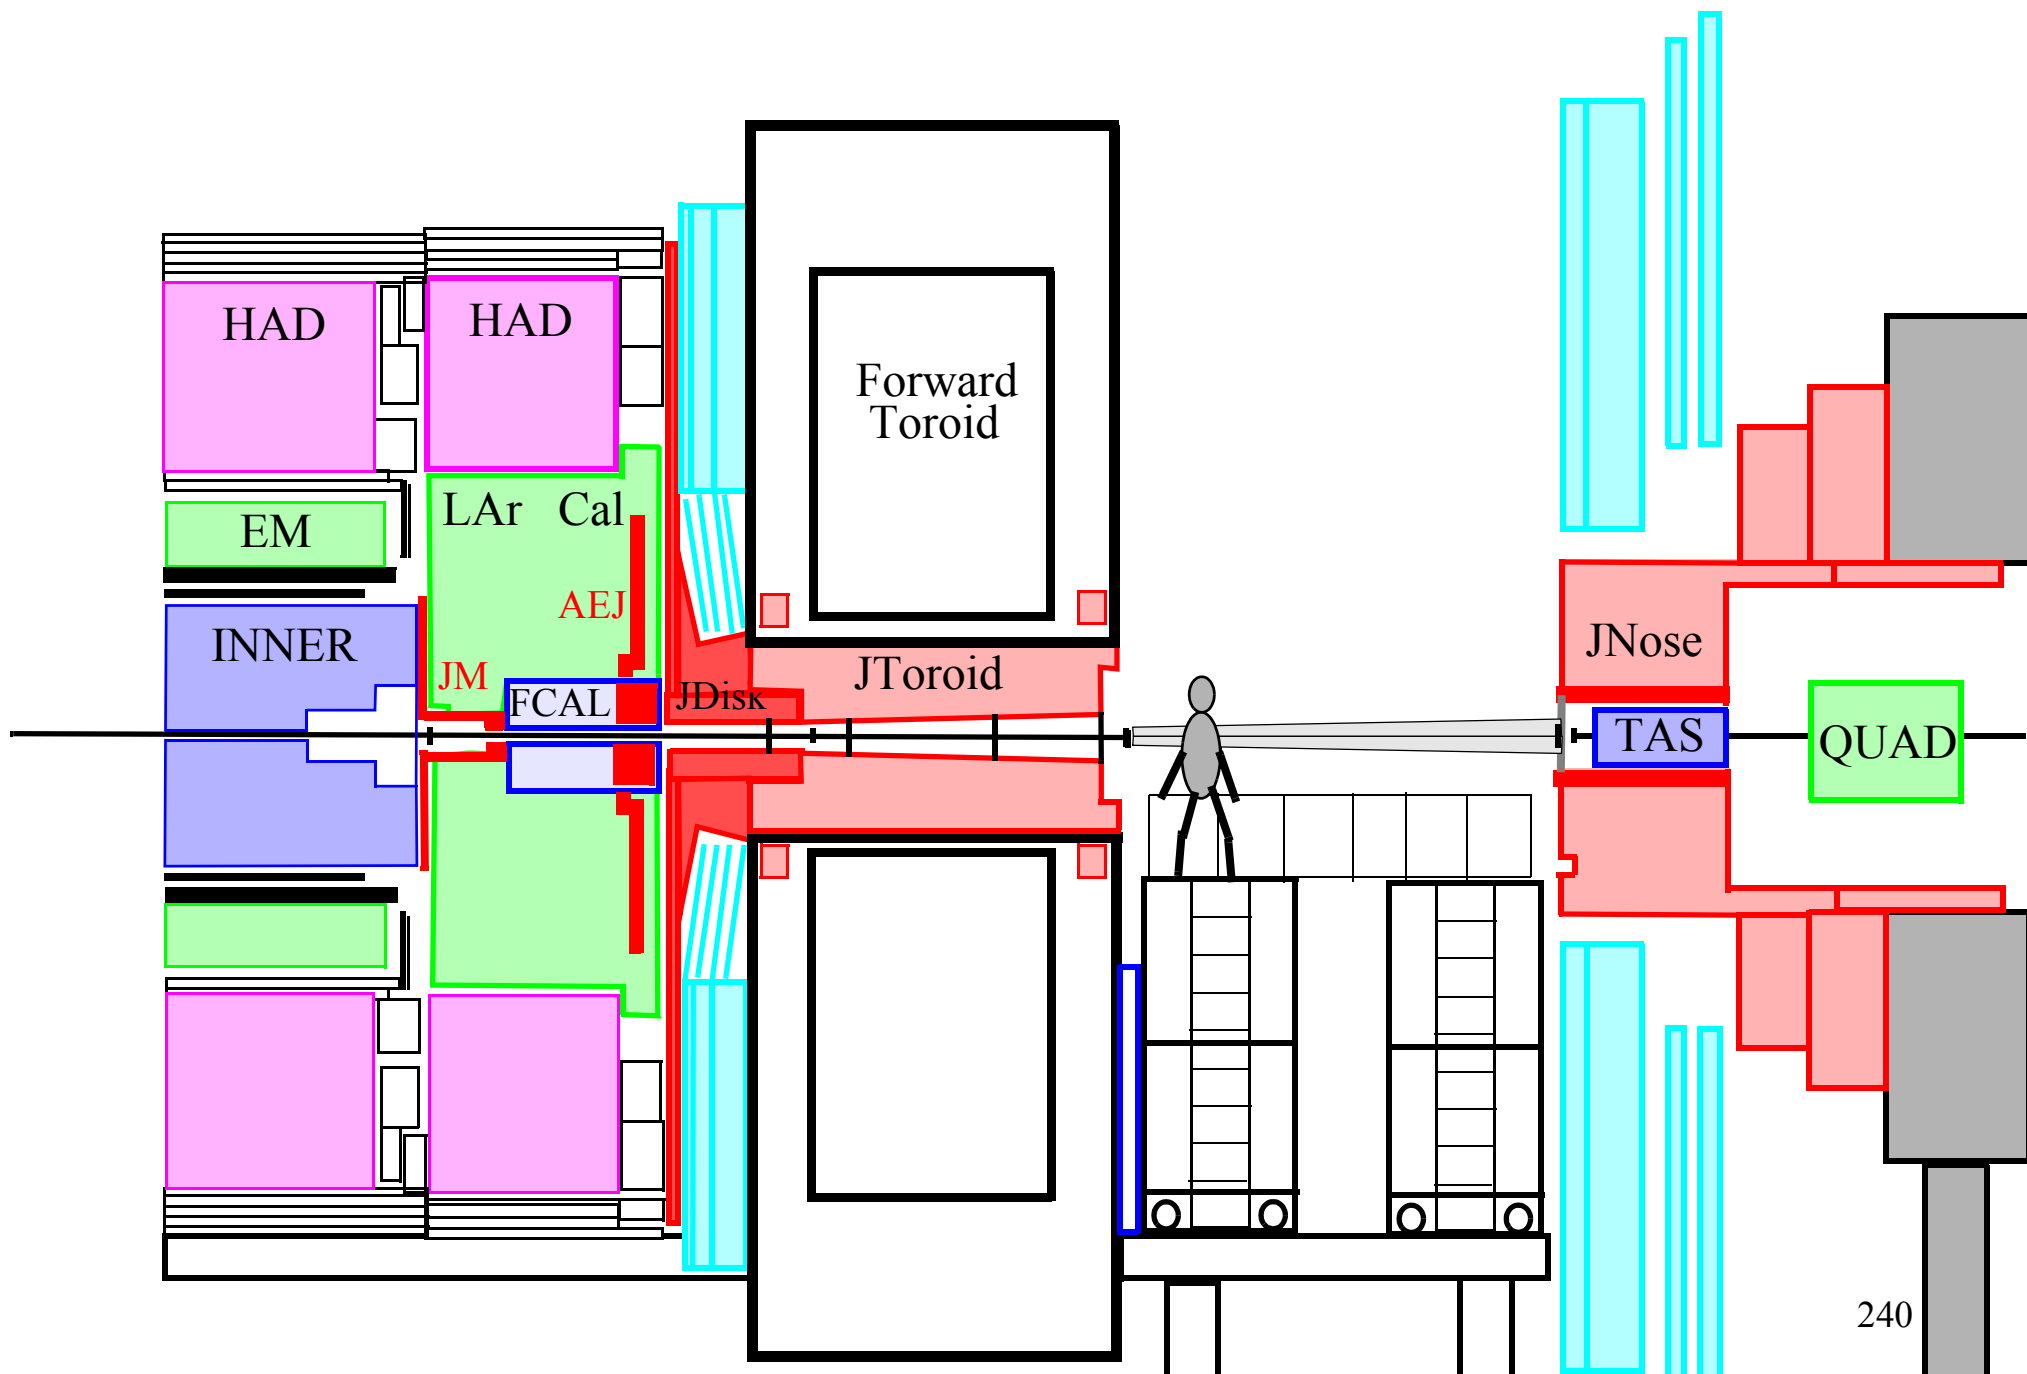 HAD
HAD
Forward
Toroid
LAr Cal
EM
AEJ
INNER
JM
FCAL
JDisk
JToroid
JNose
TAS
QUAD
240